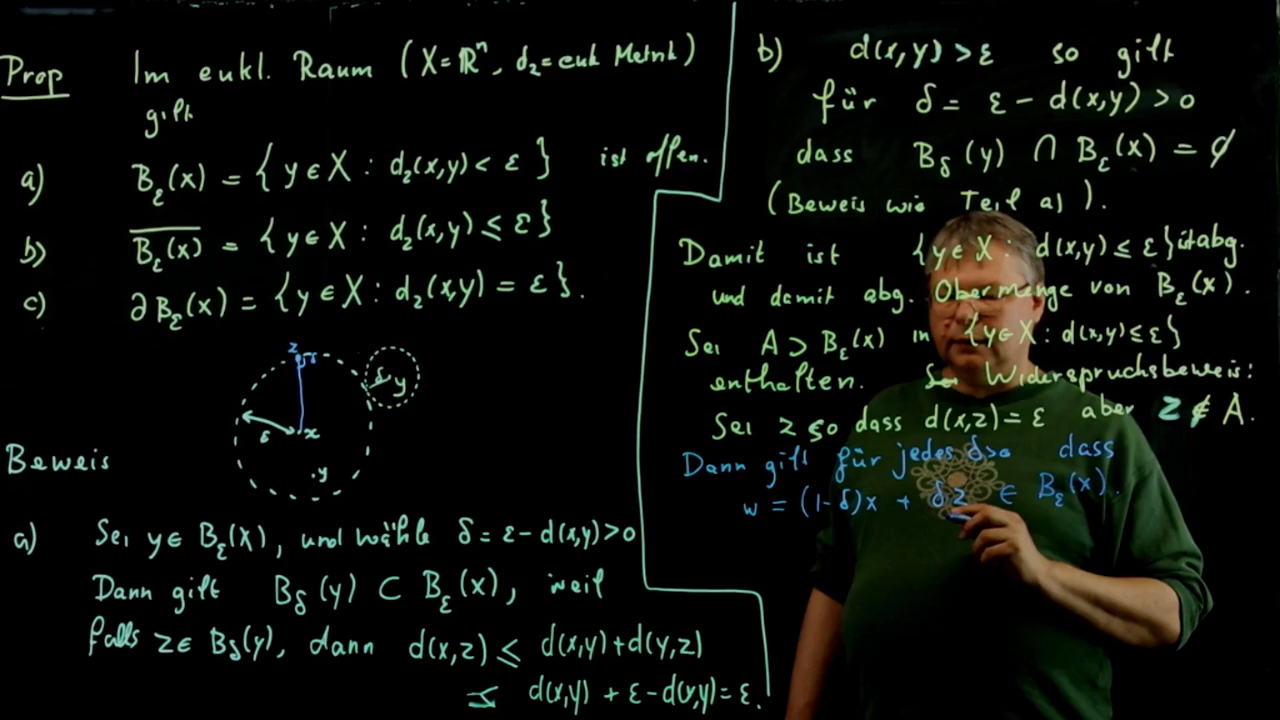 Prop Im eukl. Raum (X=ℝⁿ, d₂=euk Metrik)
gilt
a) B_ε(x) = {y∈X : d₂(x,y) < ε} ist offen.
b) \overline{B_ε(x)} = {y∈X : d₂(x,y) ≤ ε}
c) ∂B_ε(x) = {y∈X : d₂(x,y) = ε}.
z δ
δ y
ε x
y
Beweis
a) Sei y∈ B_ε(x), und wähle δ = ε-d(x,y)>0
Dann gilt B_δ(y) ⊂ B_ε(x), weil
falls z∈ B_δ(y), dann d(x,z) ≤ d(x,y)+d(y,z)
≤ d(x,y) + ε-d(x,y)=ε.
b) d(x,y)>ε so gilt
für δ = ε - d(x,y) >0
dass B_δ(y) ∩ B_ε(x) = ∅
(Beweis wie Teil a)).
Damit ist {y∈X : d(x,y) ≤ ε} ist abg.
und damit abg. Obermenge von B_ε(x).
Sei A ⊃ B_ε(x) in {y∈X : d(x,y)≤ε}
enthalten. Widerspruchsbeweis:
Sei z so dass d(x,z)=ε aber z ∉ A.
Dann gilt für jedes δ>0 dass
w = (1-δ)x + δz ∈ B_ε(x).